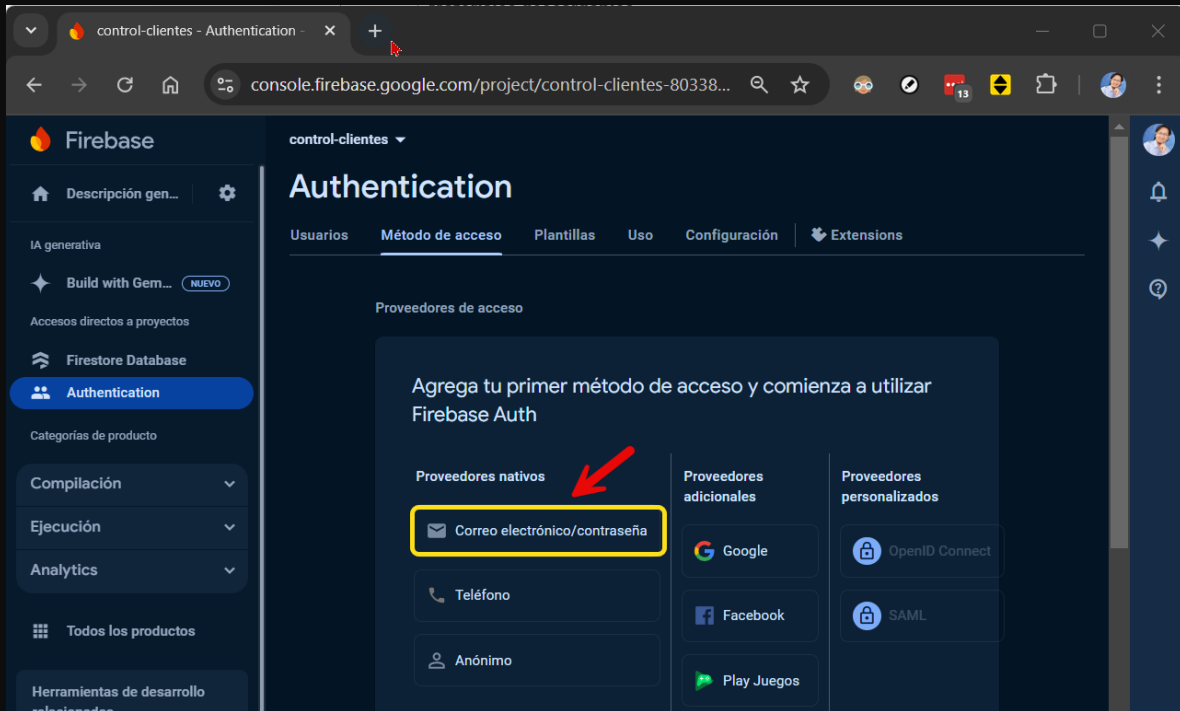 control-clientes - Authentication -
console.firebase.google.com/project/control-clientes-80338...
13
Firebase
Descripción gen...
IA generativa
Build with Gem... NUEVO
Accesos directos a proyectos
Firestore Database
Authentication
Categorías de producto
Compilación
Ejecución
Analytics
Todos los productos
Herramientas de desarrollo
control-clientes
Authentication
Usuarios Método de acceso Plantillas Uso Configuración Extensions
Proveedores de acceso
Agrega tu primer método de acceso y comienza a utilizar
Firebase Auth
Proveedores nativos
Correo electrónico/contraseña
Teléfono
Anónimo
Proveedores
adicionales
Google
Facebook
Play Juegos
Proveedores
personalizados
OpenID Connect
SAML